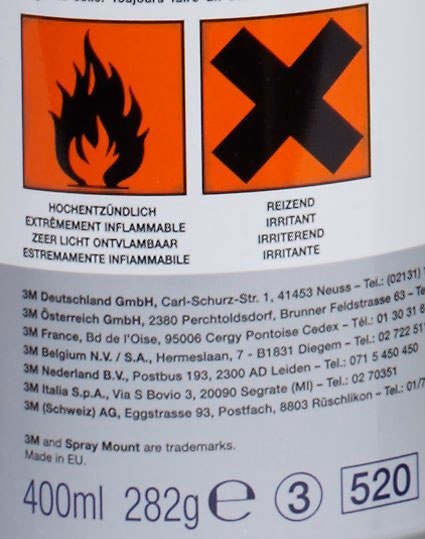 HOCHENTZÜNDLICH
EXTRÊMEMENT INFLAMMABLE
ZEER LICHT ONTVLAMBAAR
ESTREMAMENTE INFIAMMABILE
REIZEND
IRRITANT
IRRITEREND
IRRITANTE
3M Deutschland GmbH, Carl-Schurz-Str. 1, 41453 Neuss – Tel.: (02131)
3M Österreich GmbH, 2380 Perchtoldsdorf, Brunner Feldstrasse 63 –
3M France, Bd de l'Oise, 95006 Cergy Pontoise Cedex – Tél.: 01 30 31
3M Belgium N.V. / S.A., Hermeslaan, 7 - B1831 Diegem – Tel.: 02 722
3M Nederland B.V., Postbus 193, 2300 AD Leiden – Tel.: 071 5 450 450
3M Italia S.p.A., Via S Bovio 3, 20090 Segrate (MI) – Tel.: 02 70351
3M (Schweiz) AG, Eggstrasse 93, Postfach, 8803 Rüschlikon – Tel.:
3M and Spray Mount are trademarks.
Made in EU.
400ml 282g ℮ 3 520